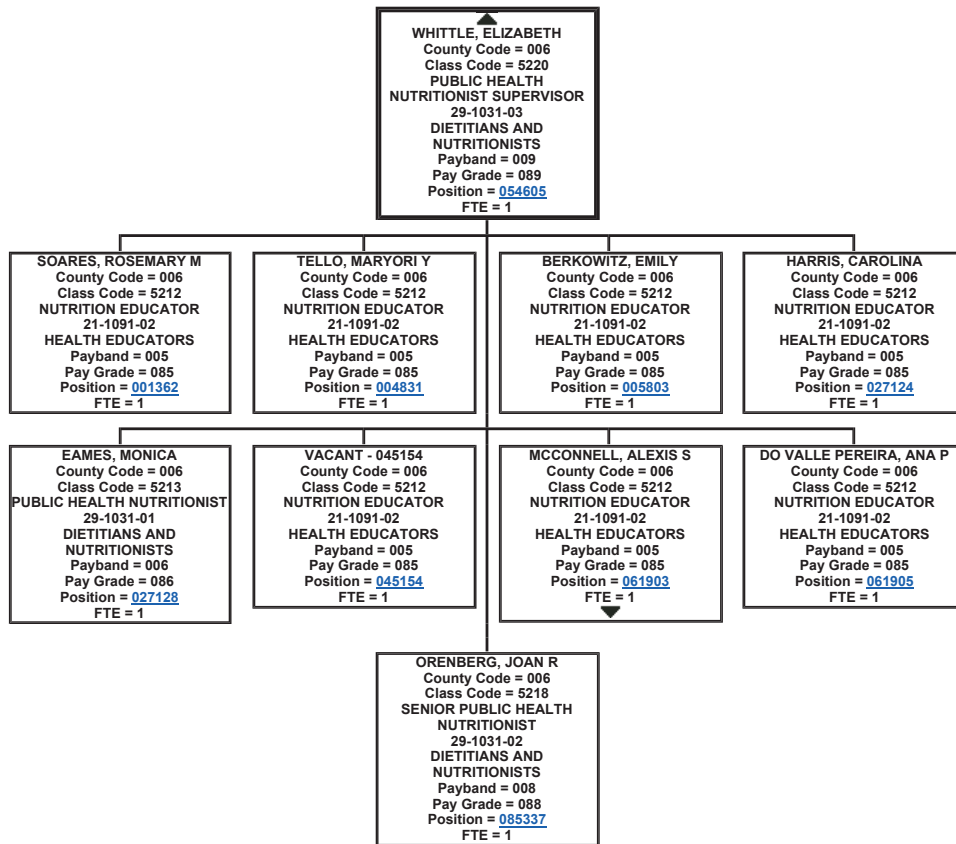 WHITTLE, ELIZABETH
County Code = 006
Class Code = 5220
PUBLIC HEALTH
NUTRITIONIST SUPERVISOR
29-1031-03
DIETITIANS AND
NUTRITIONISTS
Payband = 009
Pay Grade = 089
Position = 054605
FTE = 1
SOARES, ROSEMARY M
County Code = 006
Class Code = 5212
NUTRITION EDUCATOR
21-1091-02
HEALTH EDUCATORS
Payband = 005
Pay Grade = 085
Position = 001362
FTE = 1
TELLO, MARYORI Y
County Code = 006
Class Code = 5212
NUTRITION EDUCATOR
21-1091-02
HEALTH EDUCATORS
Payband = 005
Pay Grade = 085
Position = 004831
FTE = 1
BERKOWITZ, EMILY
County Code = 006
Class Code = 5212
NUTRITION EDUCATOR
21-1091-02
HEALTH EDUCATORS
Payband = 005
Pay Grade = 085
Position = 005803
FTE = 1
HARRIS, CAROLINA
County Code = 006
Class Code = 5212
NUTRITION EDUCATOR
21-1091-02
HEALTH EDUCATORS
Payband = 005
Pay Grade = 085
Position = 027124
FTE = 1
EAMES, MONICA
County Code = 006
Class Code = 5213
PUBLIC HEALTH NUTRITIONIST
29-1031-01
DIETITIANS AND
NUTRITIONISTS
Payband = 006
Pay Grade = 086
Position = 027128
FTE = 1
VACANT - 045154
County Code = 006
Class Code = 5212
NUTRITION EDUCATOR
21-1091-02
HEALTH EDUCATORS
Payband = 005
Pay Grade = 085
Position = 045154
FTE = 1
MCCONNELL, ALEXIS S
County Code = 006
Class Code = 5212
NUTRITION EDUCATOR
21-1091-02
HEALTH EDUCATORS
Payband = 005
Pay Grade = 085
Position = 061903
FTE = 1
DO VALLE PEREIRA, ANA P
County Code = 006
Class Code = 5212
NUTRITION EDUCATOR
21-1091-02
HEALTH EDUCATORS
Payband = 005
Pay Grade = 085
Position = 061905
FTE = 1
ORENBERG, JOAN R
County Code = 006
Class Code = 5218
SENIOR PUBLIC HEALTH
NUTRITIONIST
29-1031-02
DIETITIANS AND
NUTRITIONISTS
Payband = 008
Pay Grade = 088
Position = 085337
FTE = 1